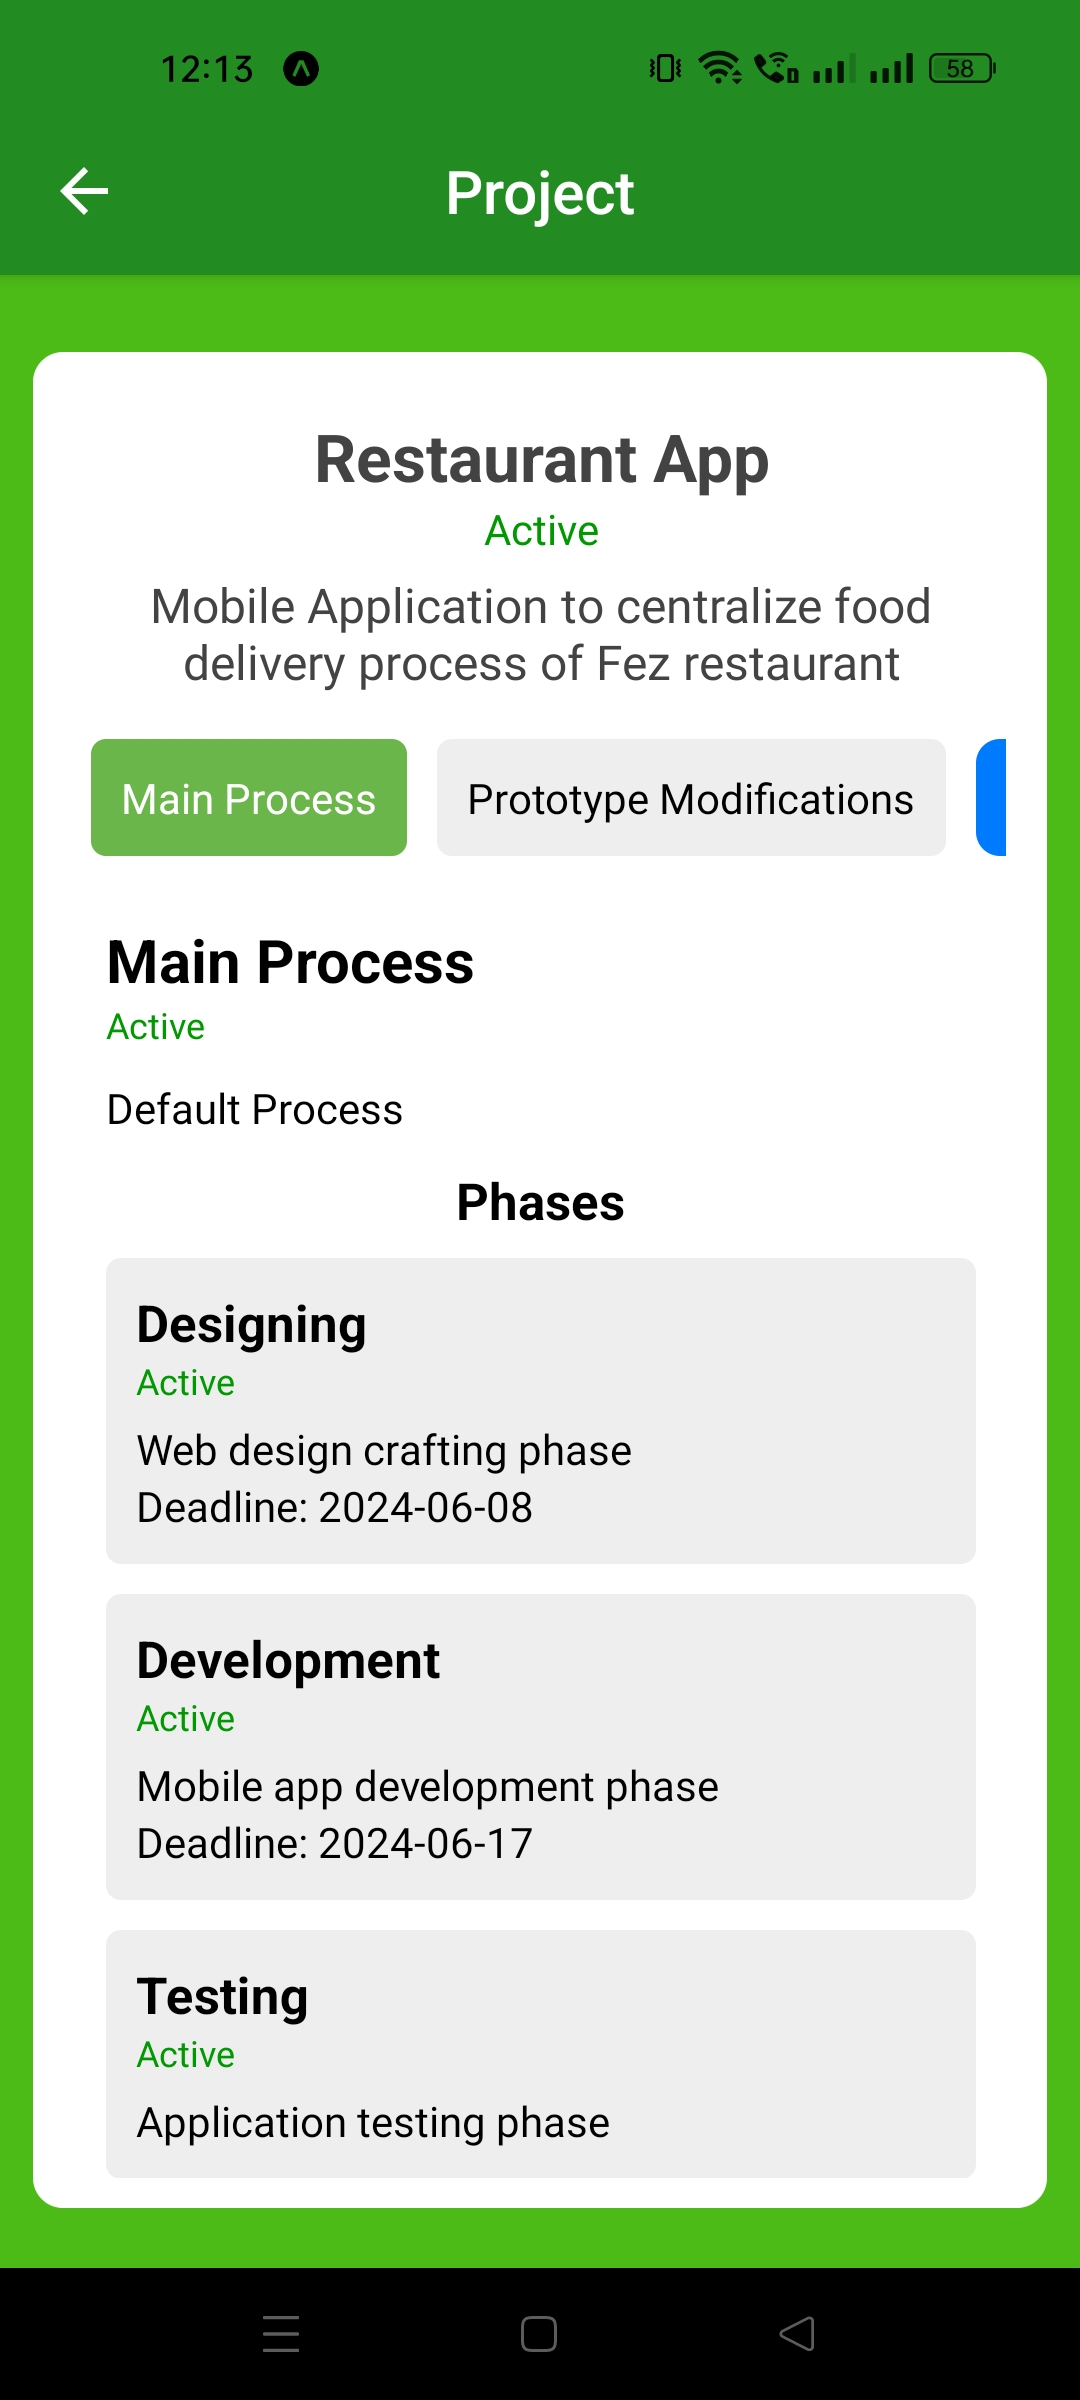 12:13
58
Project
Restaurant App
Active
Mobile Application to centralize food
delivery process of Fez restaurant
Main Process
Prototype Modifications
Main Process
Active
Default Process
Phases
Designing
Active
Web design crafting phase
Deadline: 2024-06-08
Development
Active
Mobile app development phase
Deadline: 2024-06-17
Testing
Active
Application testing phase